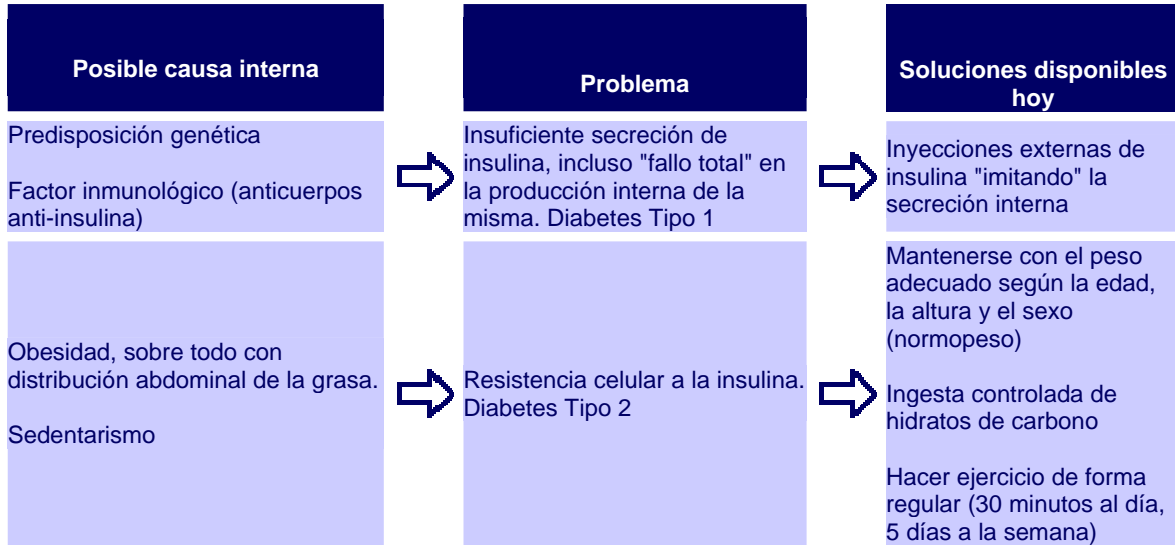 Posible causa interna
Problema
Soluciones disponibles
hoy
Predisposición genética
Factor inmunológico (anticuerpos
anti-insulina)
Insuficiente secreción de
insulina, incluso "fallo total" en
la producción interna de la
misma. Diabetes Tipo 1
Inyecciones externas de
insulina "imitando" la
secreción interna
Obesidad, sobre todo con
distribución abdominal de la grasa.
Sedentarismo
Resistencia celular a la insulina.
Diabetes Tipo 2
Mantenerse con el peso
adecuado según la edad,
la altura y el sexo
(normopeso)
Ingesta controlada de
hidratos de carbono
Hacer ejercicio de forma
regular (30 minutos al día,
5 días a la semana)